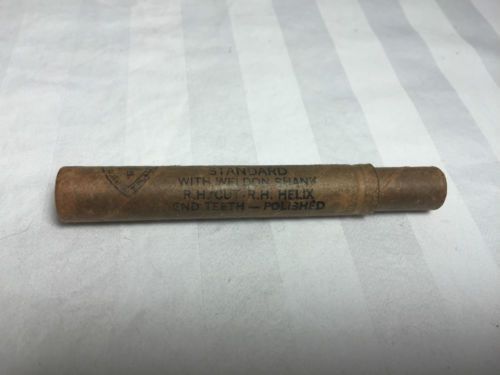 STANDARD
WITH WELDON SHANK
R.H. CUT-R.H. HELIX
END TEETH — POLISHED